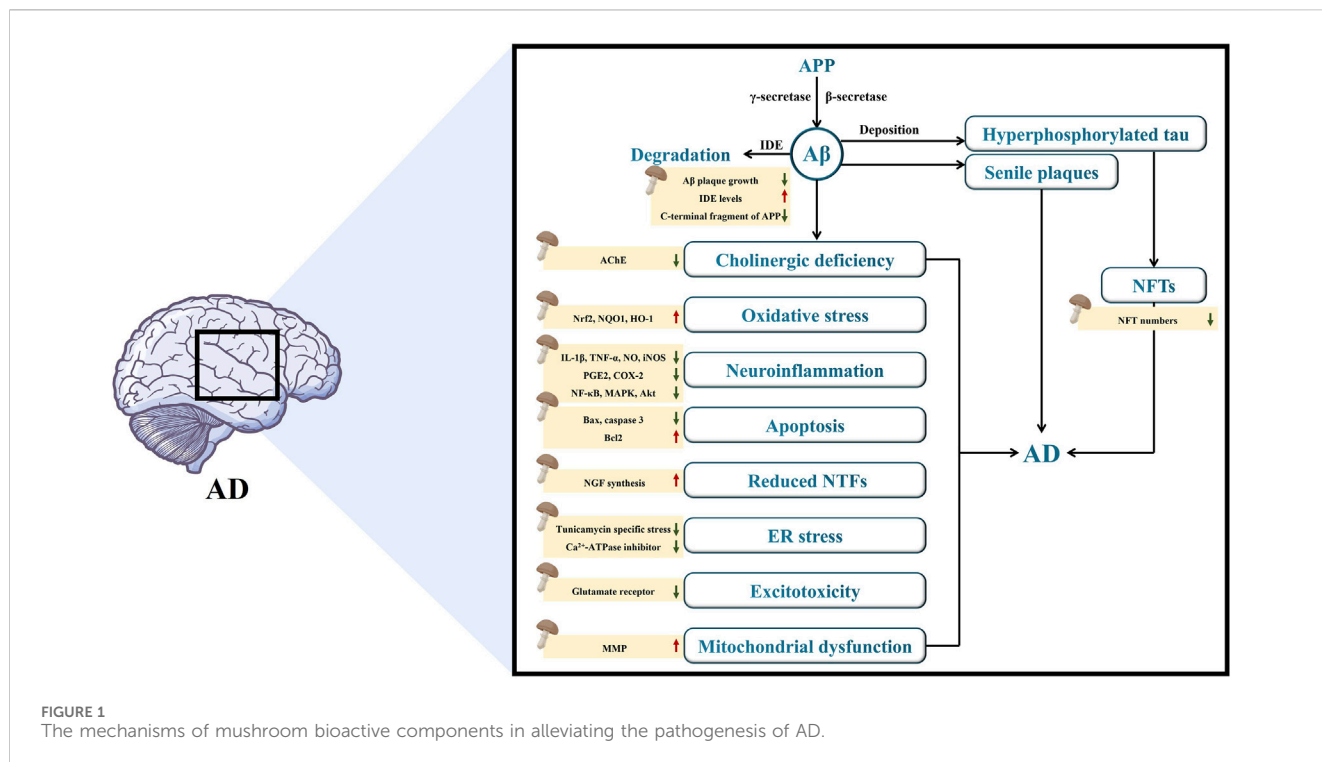 APP
γ-secretase
β-secretase
Deposition
Hyperphosphorylated tau
IDE
Degradation
Aβ
Senile plaques
Aβ plaque growth
IDE levels
C-terminal fragment of APP
AChE
Cholinergic deficiency
NFTs
NFT numbers
Nrf2, NQO1, HO-1
Oxidative stress
IL-1β, TNF-α, NO, iNOS
PGE2, COX-2
NF-κB, MAPK, Akt
Neuroinflammation
Bax, caspase 3
Bcl2
Apoptosis
AD
NGF synthesis
Reduced NTFs
AD
Tunicamycin specific stress
Ca²⁺-ATPase inhibitor
ER stress
Glutamate receptor
Excitotoxicity
MMP
Mitochondrial dysfunction
FIGURE 1
The mechanisms of mushroom bioactive components in alleviating the pathogenesis of AD.